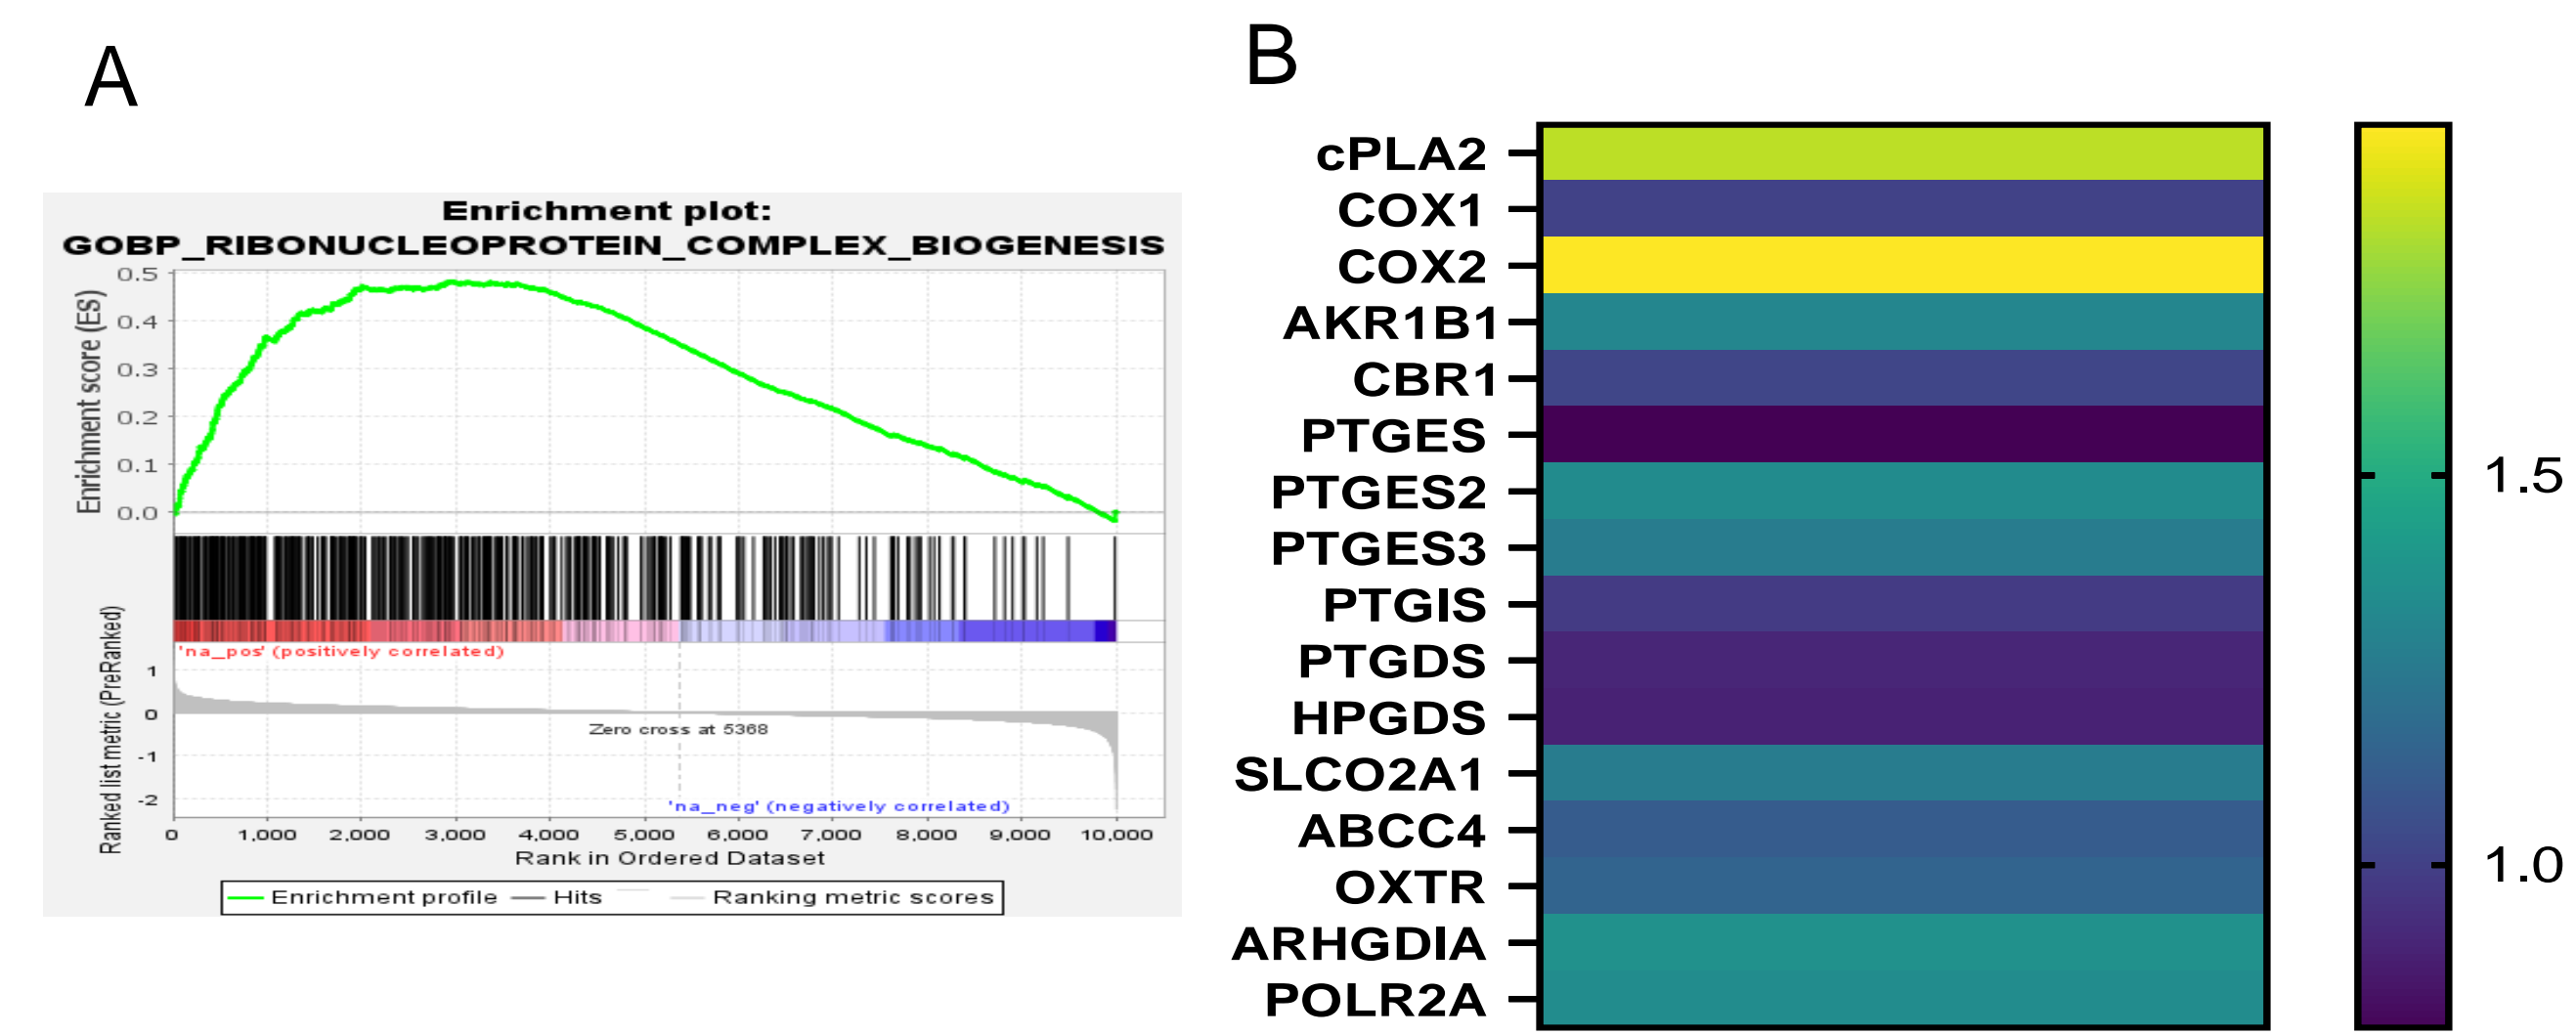 A
Enrichment plot:
GOBP_RIBONUCLEOPROTEIN_COMPLEX_BIOGENESIS
Enrichment score (ES)
0.5
0.4
0.3
0.2
0.1
0.0
'na_pos' (positively correlated)
Ranked list metric (PreRanked)
1
0
-1
-2
Zero cross at 5368
'na_neg' (negatively correlated)
0 1,000 2,000 3,000 4,000 5,000 6,000 7,000 8,000 9,000 10,000
Rank in Ordered Dataset
Enrichment profile Hits Ranking metric scores
B
cPLA2
COX1
COX2
AKR1B1
CBR1
PTGES
PTGES2
PTGES3
PTGIS
PTGDS
HPGDS
SLCO2A1
ABCC4
OXTR
ARHGDIA
POLR2A
1.5
1.0